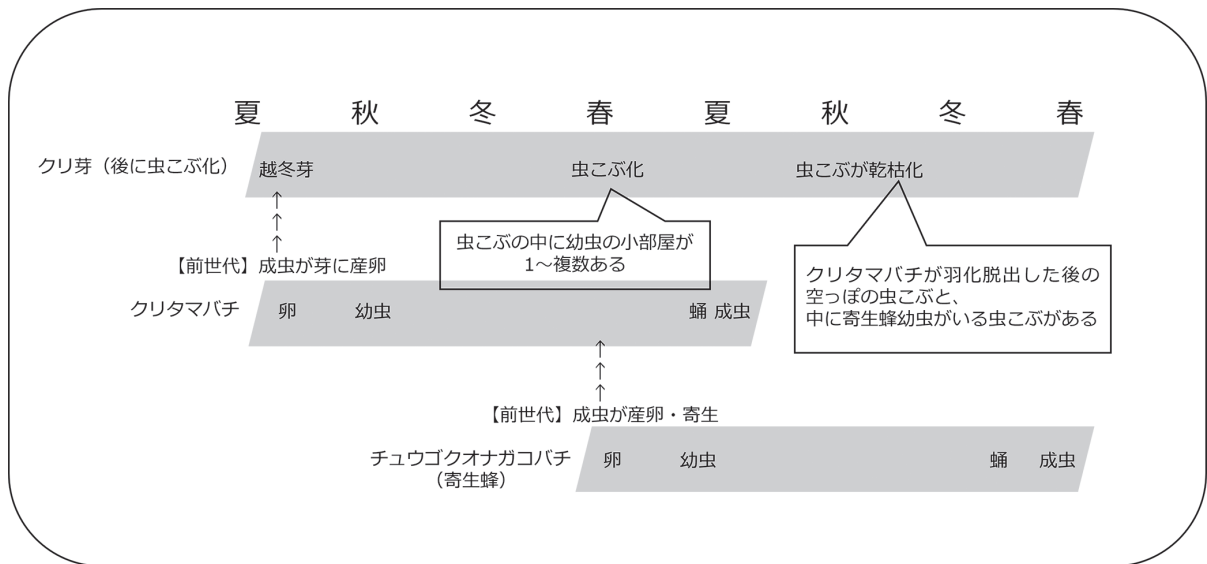 夏 秋 冬 春 夏 秋 冬 春
クリ芽（後に虫こぶ化） 越冬芽 虫こぶ化 虫こぶが乾枯化
↑
↑
↑
虫こぶの中に幼虫の小部屋が
1～複数ある
クリタマバチが羽化脱出した後の
空っぽの虫こぶと、
中に寄生蜂幼虫がいる虫こぶがある
【前世代】成虫が芽に産卵
クリタマバチ 卵 幼虫 蛹 成虫
↑
↑
↑
【前世代】成虫が産卵・寄生
チュウゴクオナガコバチ 卵 幼虫 蛹 成虫
（寄生蜂）